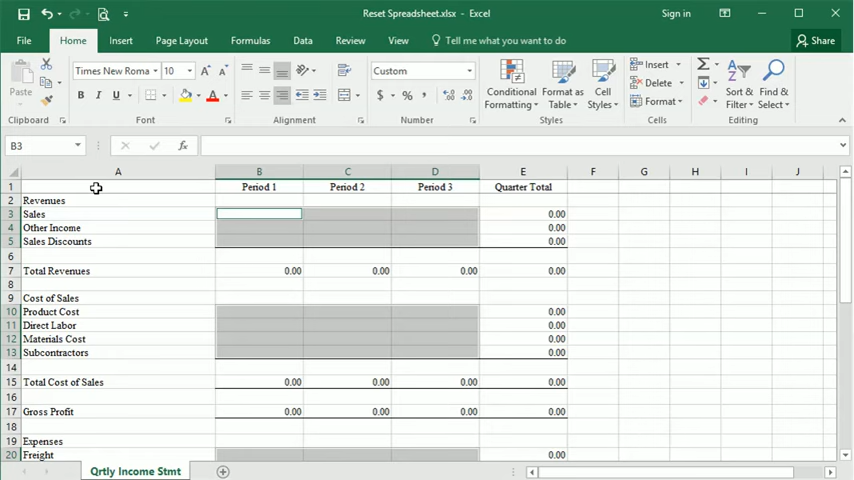 Reset Spreadsheet.xlsx - Excel
Sign in
File Home Insert Page Layout Formulas Data Review View Tell me what you want to do Share
Paste
Times New Roma 10
B I U A
Custom
$ %
Conditional Formatting
Format as Table
Cell Styles
Insert
Delete
Format
Sort & Filter
Find & Select
Clipboard Font Alignment Number Styles Cells Editing
B3 fx
A B C D E F G H I J
1 Period 1 Period 2 Period 3 Quarter Total
2 Revenues
3 Sales 0.00
4 Other Income 0.00
5 Sales Discounts 0.00
6
7 Total Revenues 0.00 0.00 0.00 0.00
8
9 Cost of Sales
10 Product Cost 0.00
11 Direct Labor 0.00
12 Materials Cost 0.00
13 Subcontractors 0.00
14
15 Total Cost of Sales 0.00 0.00 0.00 0.00
16
17 Gross Profit 0.00 0.00 0.00 0.00
18
19 Expenses
20 Freight 0.00
Qrtly Income Stmt